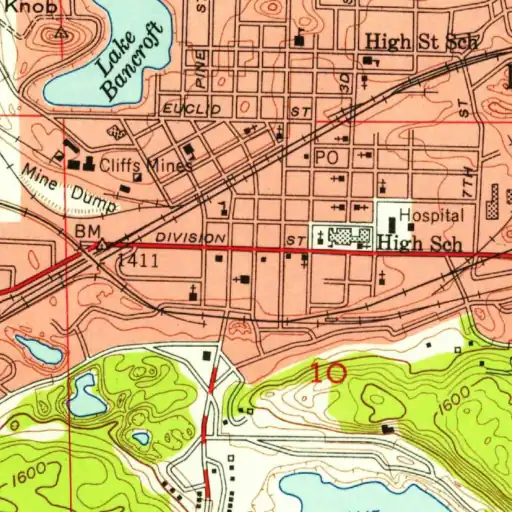 Knob
Lake
Bancroft
PINE
ST
High St Sch
3D
ST
EUCLID ST
PO
7TH
Cliffs Mines
Mine Dump
BM
1411
DIVISION ST
Hospital
High Sch
10
1600
1600